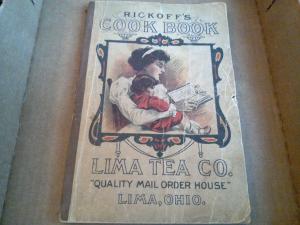 RICKOFF'S
COOK BOOK
LIMA TEA CO.
"QUALITY MAIL ORDER HOUSE"
LIMA, OHIO.